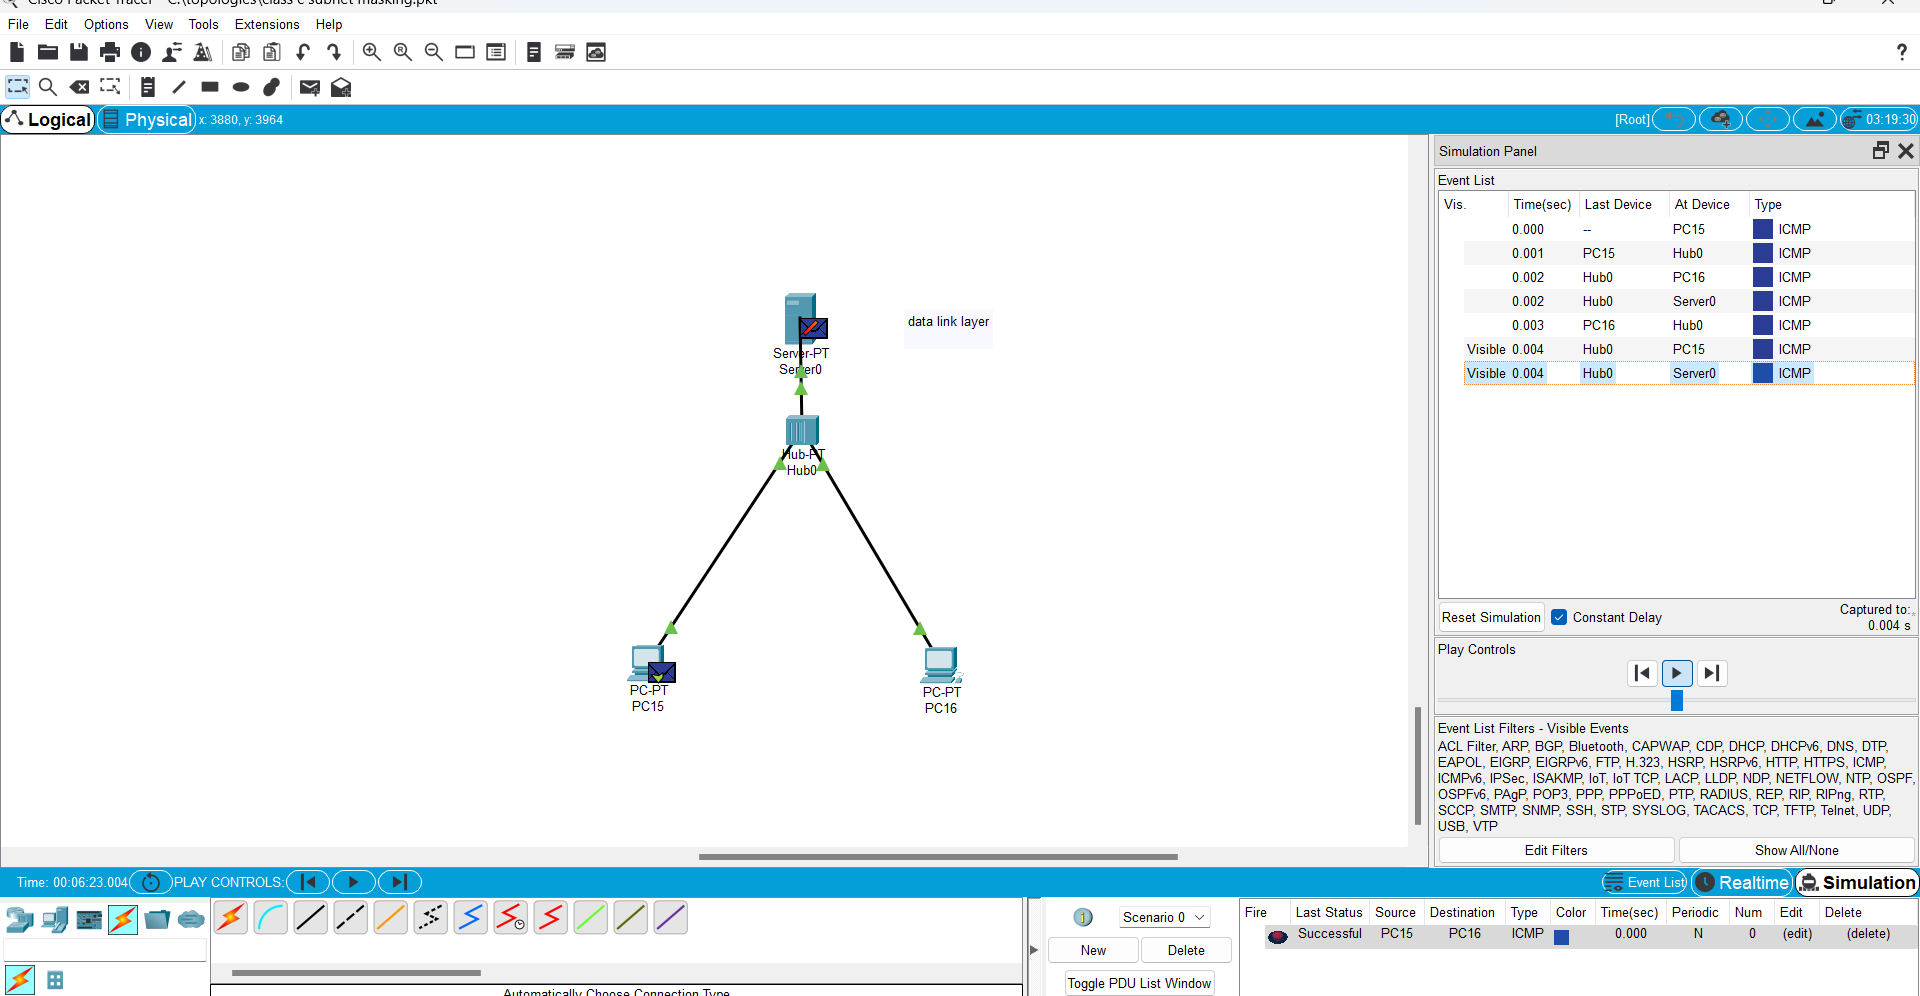 Cisco Packet Tracer - C:\topologies\class c subnet masking.pkt
File Edit Options View Tools Extensions Help
?
Logical Physical x: 3880, y: 3964 [Root] 03:19:30
Simulation Panel
Event List
Vis. Time(sec) Last Device At Device Type
0.000 -- PC15 ICMP
0.001 PC15 Hub0 ICMP
0.002 Hub0 PC16 ICMP
0.002 Hub0 Server0 ICMP
0.003 PC16 Hub0 ICMP
Visible 0.004 Hub0 PC15 ICMP
Visible 0.004 Hub0 Server0 ICMP
data link layer
Server-PT
Server0
Hub-PT
Hub0
PC-PT
PC15
PC-PT
PC16
Reset Simulation Constant Delay Captured to:
0.004 s
Play Controls
Event List Filters - Visible Events
ACL Filter, ARP, BGP, Bluetooth, CAPWAP, CDP, DHCP, DHCPv6, DNS, DTP,
EAPOL, EIGRP, EIGRPv6, FTP, H.323, HSRP, HSRPv6, HTTP, HTTPS, ICMP,
ICMPv6, IPSec, ISAKMP, IoT, IoT TCP, LACP, LLDP, NDP, NETFLOW, NTP, OSPF,
OSPFv6, PAgP, POP3, PPP, PPPoED, PTP, RADIUS, REP, RIP, RIPng, RTP,
SCCP, SMTP, SNMP, SSH, STP, SYSLOG, TACACS, TCP, TFTP, Telnet, UDP,
USB, VTP
Edit Filters Show All/None
Time: 00:06:23.004 PLAY CONTROLS: Event List Realtime Simulation
Scenario 0
New Delete
Toggle PDU List Window
Fire Last Status Source Destination Type Color Time(sec) Periodic Num Edit Delete
Successful PC15 PC16 ICMP 0.000 N 0 (edit) (delete)
Automatically Choose Connection Type